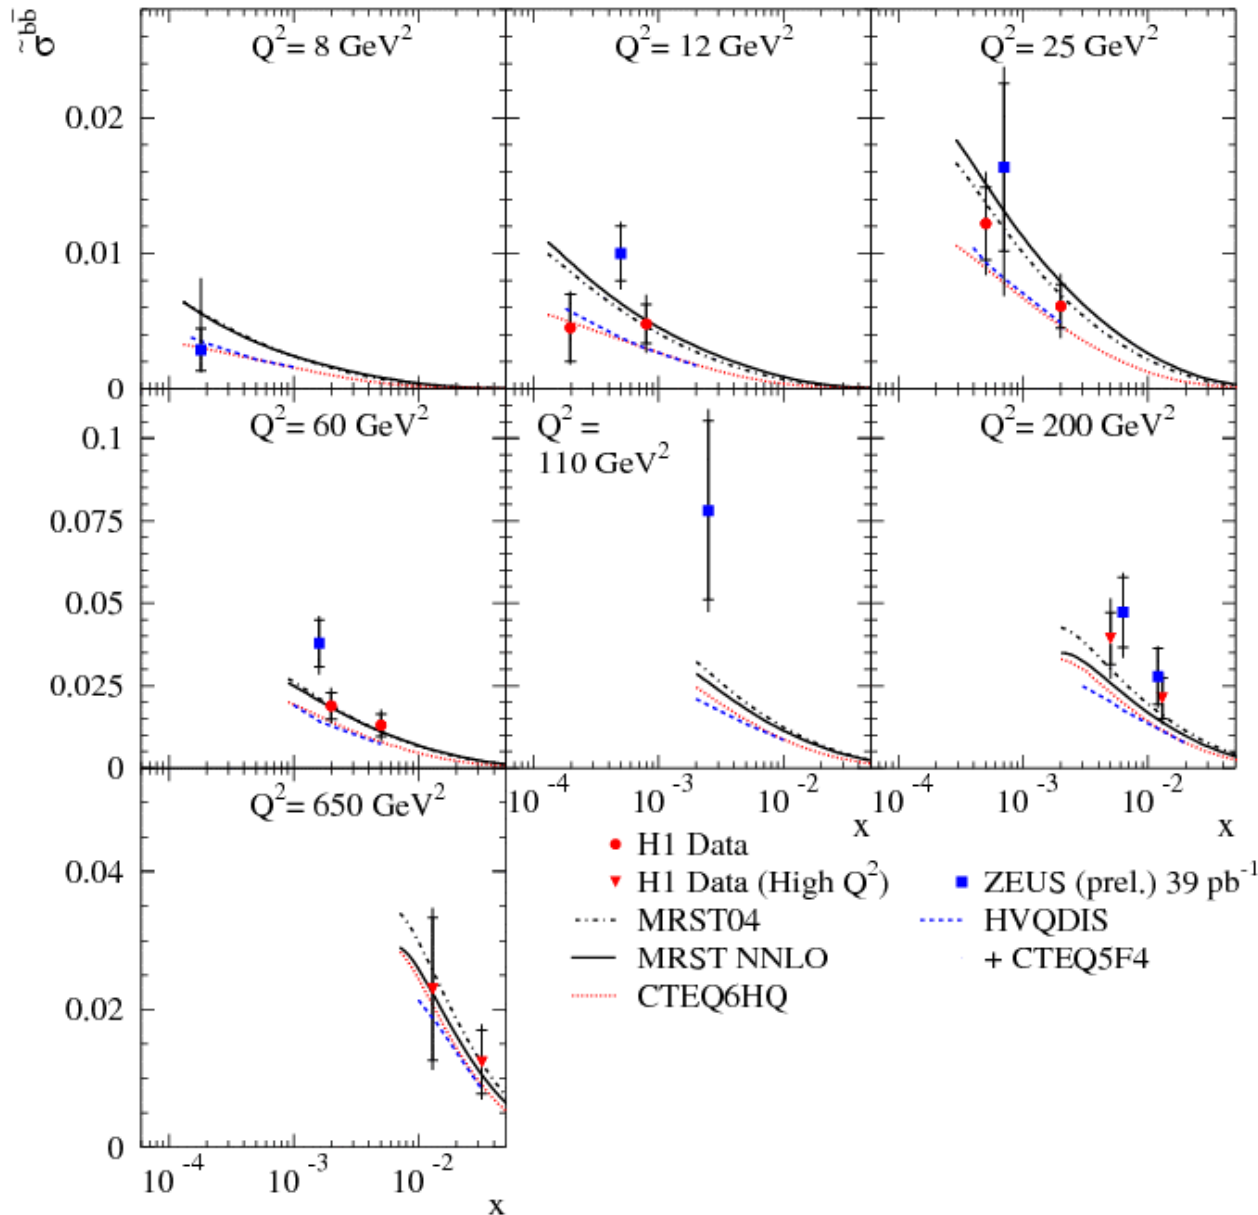 σ̃^bb̄
Q²= 8 GeV²
Q²= 12 GeV²
Q²= 25 GeV²
0.02
0.01
0
Q²= 60 GeV²
Q² =
110 GeV²
Q²= 200 GeV²
0.1
0.075
0.05
0.025
0
10⁻⁴ 10⁻³ 10⁻² x
10⁻⁴ 10⁻³ 10⁻² x
Q²= 650 GeV²
0.04
0.02
0
10⁻⁴ 10⁻³ 10⁻² x
H1 Data
H1 Data (High Q²)
ZEUS (prel.) 39 pb⁻¹
MRST04
HVQDIS
MRST NNLO
+ CTEQ5F4
CTEQ6HQ